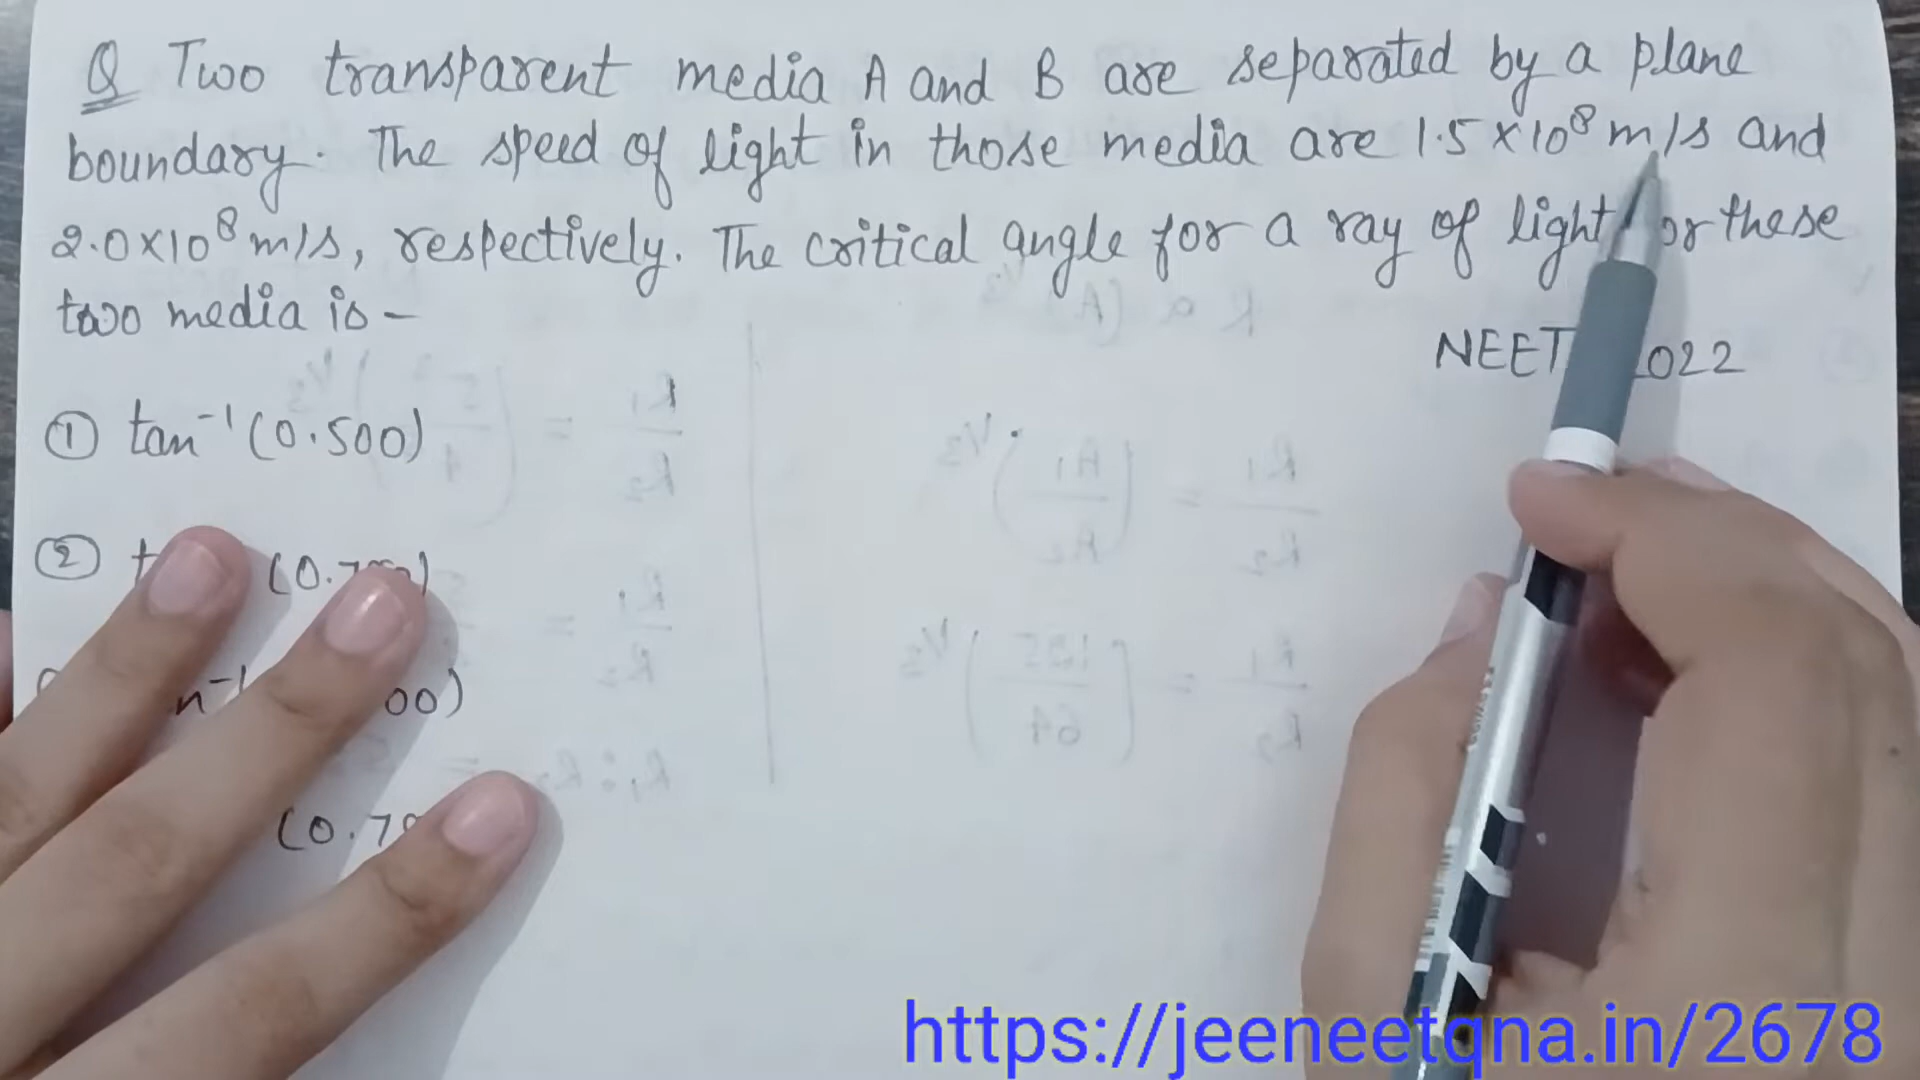 Q Two transparent media A and B are separated by a plane
boundary. The speed of light in those media are 1.5 × 10⁸ m/s and
2.0×10⁸ m/s, respectively. The critical angle for a ray of light these
two media is –
NEET 2022
① tan⁻¹ (0.500)
②
https://jeeneetqna.in/2678